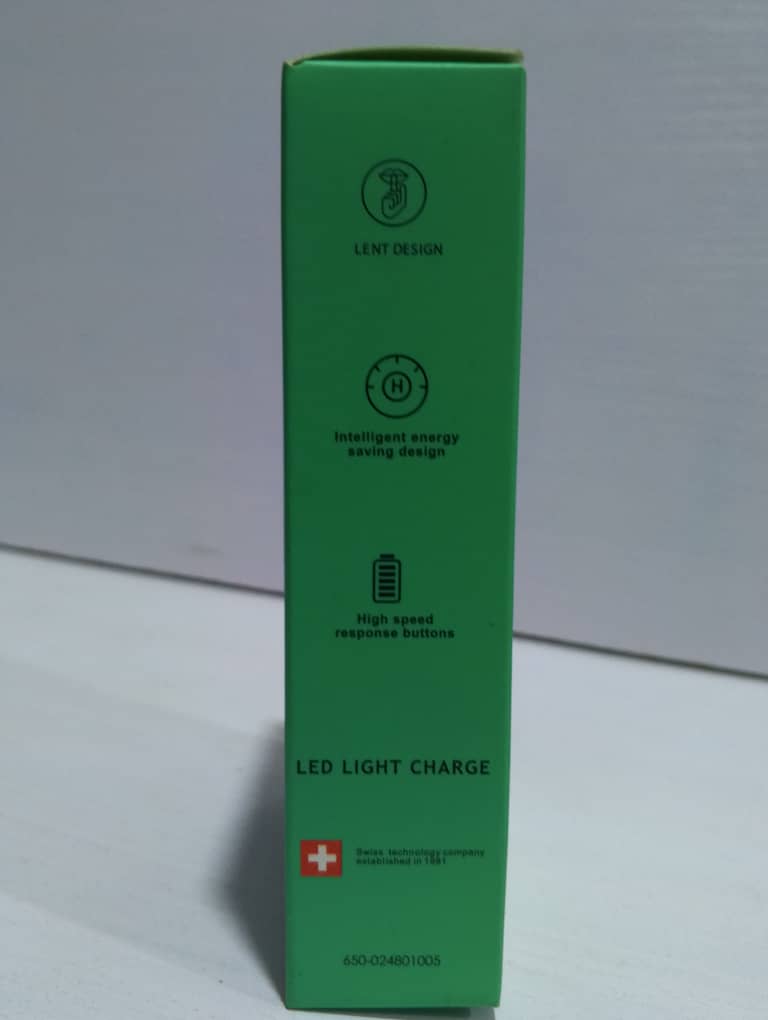 LENT DESIGN
H
Intelligent energy
saving design
High speed
response buttons
LED LIGHT CHARGE
Swiss technology company
established in 1981
650-024801005